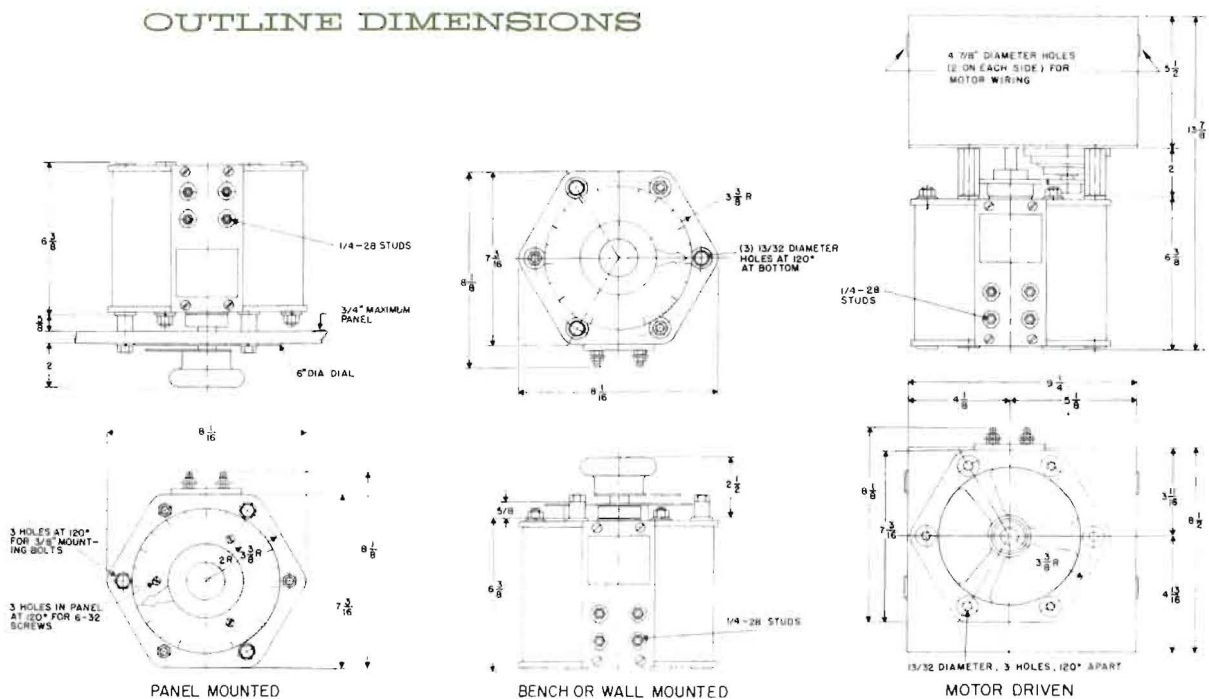 OUTLINE DIMENSIONS
6 3/8
3/8
2
1/4-28 STUDS
3/4" MAXIMUM
PANEL
6" DIA DIAL
8 1/16
3 HOLES AT 120°
FOR 3/8" MOUNT-
ING BOLTS
3 HOLES IN PANEL
AT 120° FOR 6-32
SCREWS
2R
3 3/8 R
8 1/8
7 3/16
PANEL MOUNTED
8 1/8
7 3/16
3 3/8 R
(3) 13/32 DIAMETER
HOLES AT 120°
AT BOTTOM
8 1/16
2 1/2
5/8
6 3/8
1/4-28 STUDS
BENCH OR WALL MOUNTED
4 7/8" DIAMETER HOLES
(2 ON EACH SIDE) FOR
MOTOR WIRING
5 1/2
13 7/8
2
6 3/8
1/4-28
STUDS
9 1/4
4 1/8
5 1/8
8 1/8
7 3/16
3 11/16
8 1/2
3 3/8 R
4 13/16
13/32 DIAMETER, 3 HOLES, 120° APART
MOTOR DRIVEN